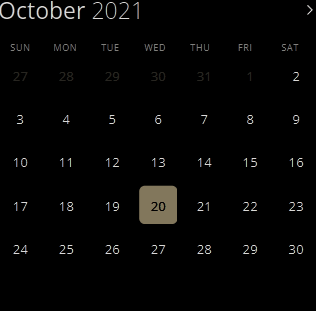 October 2021
SUN MON TUE WED THU FRI SAT
27 28 29 30 31 1 2
3 4 5 6 7 8 9
10 11 12 13 14 15 16
17 18 19 20 21 22 23
24 25 26 27 28 29 30